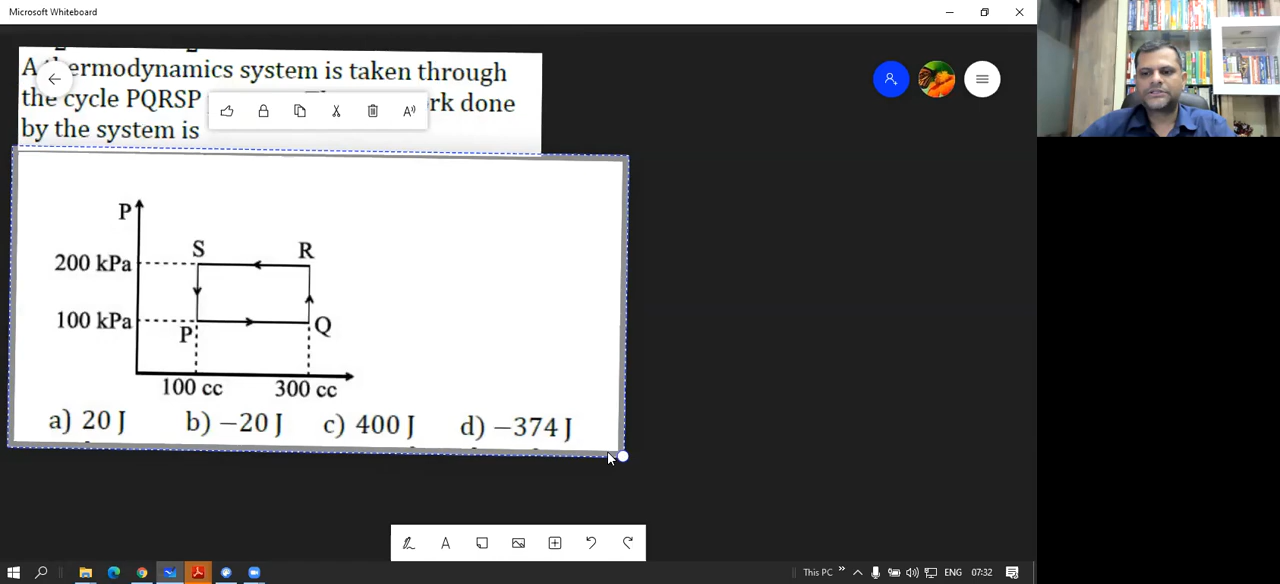 Microsoft Whiteboard
A thermodynamics system is taken through
the cycle PQRSP rk done
by the system is
P
S R
200 kPa
100 kPa
P Q
100 cc 300 cc
a) 20 J b) −20 J c) 400 J d) −374 J
This PC ENG 07:32